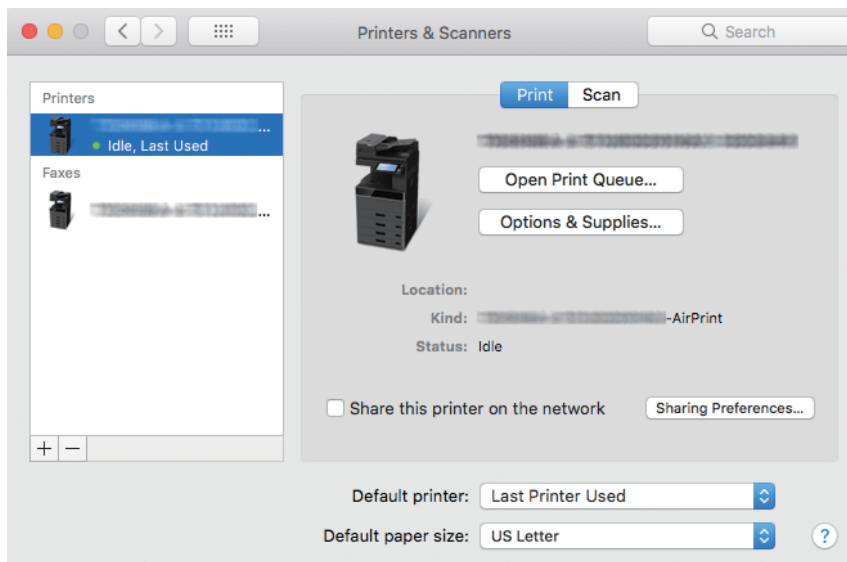 Printers & Scanners
Search
Printers
...
Idle, Last Used
Faxes
...
Print Scan
Open Print Queue...
Options & Supplies...
Location:
Kind: -AirPrint
Status: Idle
Share this printer on the network
Sharing Preferences...
+ −
Default printer: Last Printer Used
Default paper size: US Letter
?